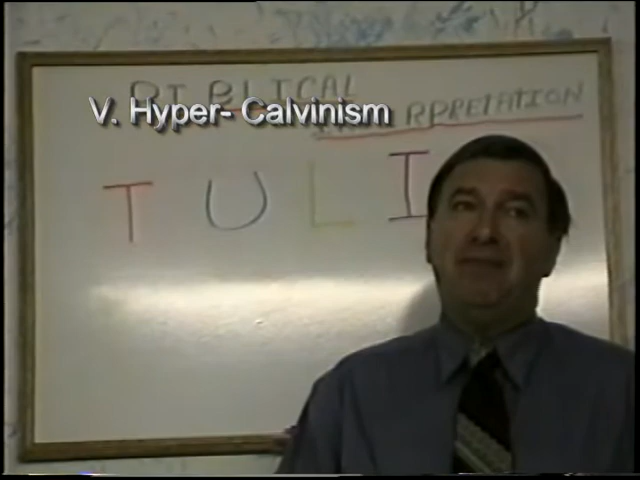 BIBLICAL
V. Hyper- Calvinism
RPRETATION
T U L I